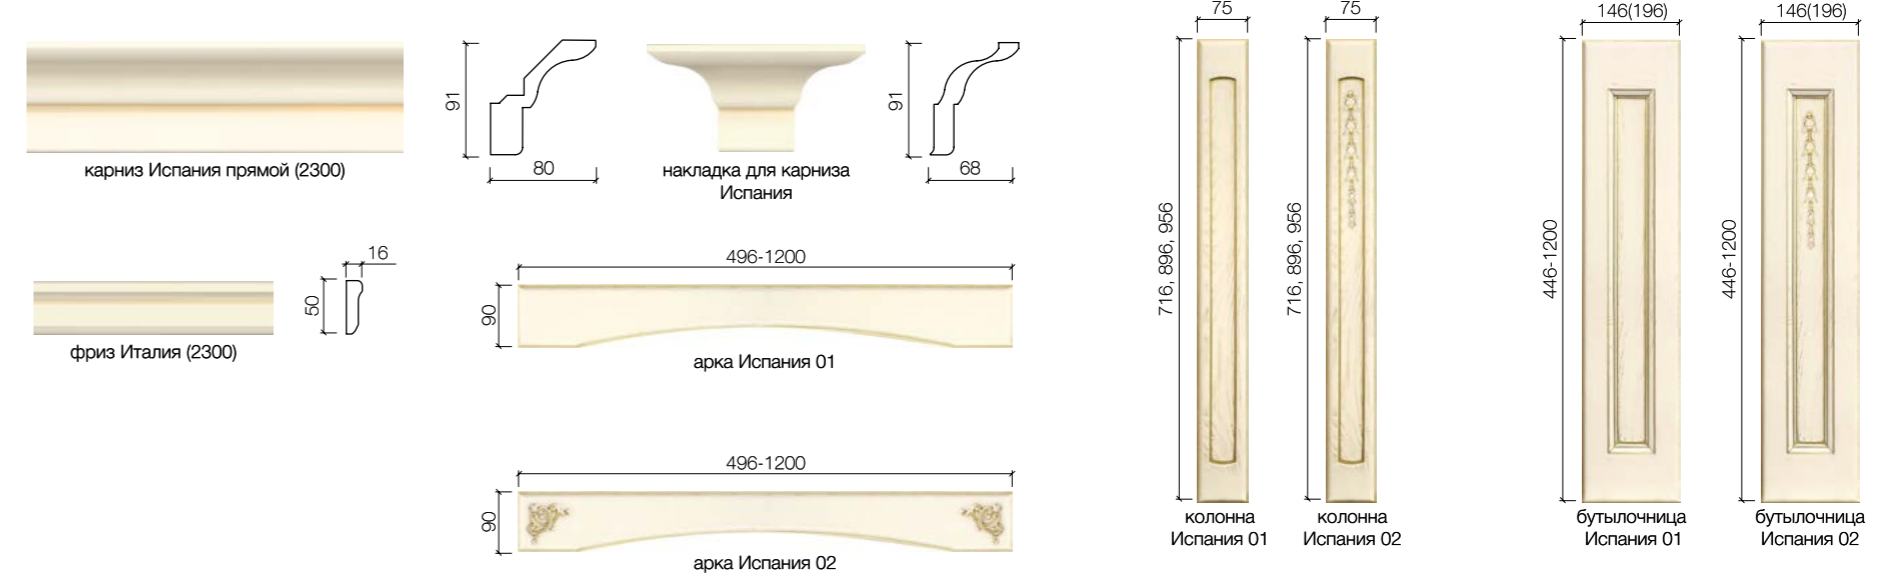 91
80
карниз Испания прямой (2300)
91
68
накладка для карниза
Испания
16
50
фриз Италия (2300)
496-1200
90
арка Испания 01
496-1200
90
арка Испания 02
75
716, 896, 956
колонна
Испания 01
75
716, 896, 956
колонна
Испания 02
146(196)
446-1200
бутылочница
Испания 01
146(196)
446-1200
бутылочница
Испания 02